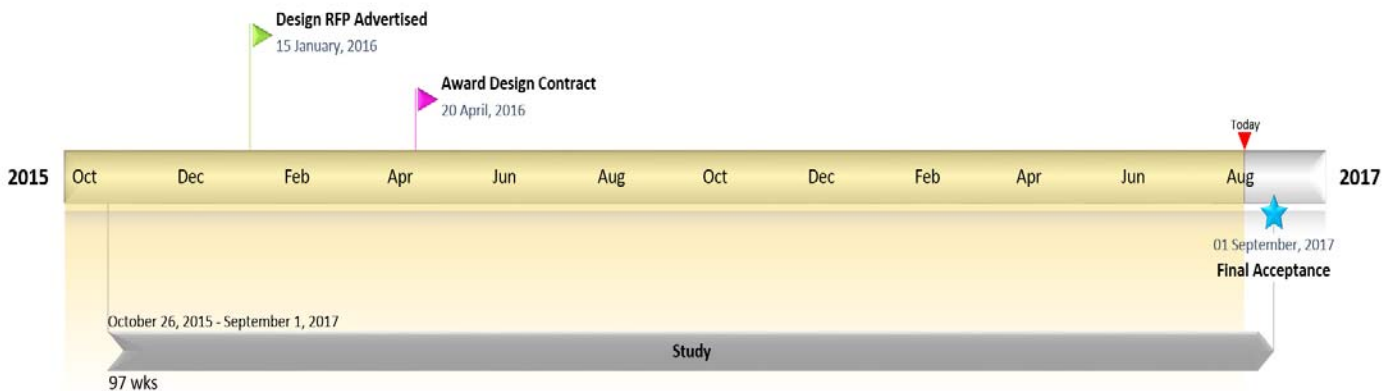 Design RFP Advertised
15 January, 2016
Award Design Contract
20 April, 2016
Today
2015 Oct Dec Feb Apr Jun Aug Oct Dec Feb Apr Jun Aug 2017
01 September, 2017
Final Acceptance
October 26, 2015 - September 1, 2017
Study
97 wks